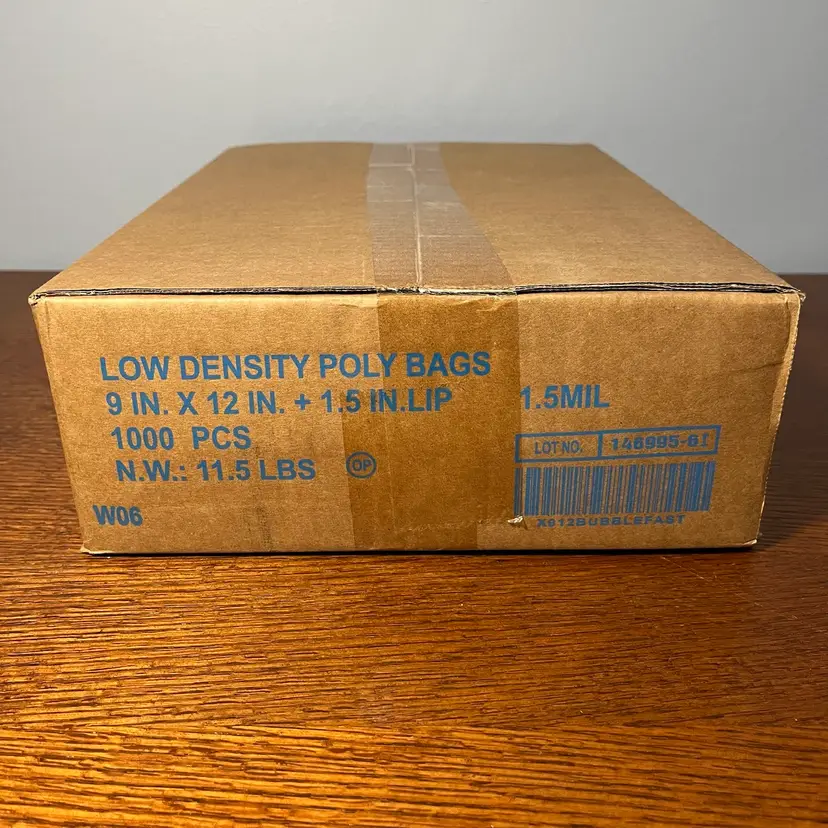 LOW DENSITY POLY BAGS
9 IN. X 12 IN. + 1.5 IN.LIP 1.5MIL
1000 PCS
N.W.: 11.5 LBS OP
LOT NO. 146995-6I
W06
X912BUBBLEFAST